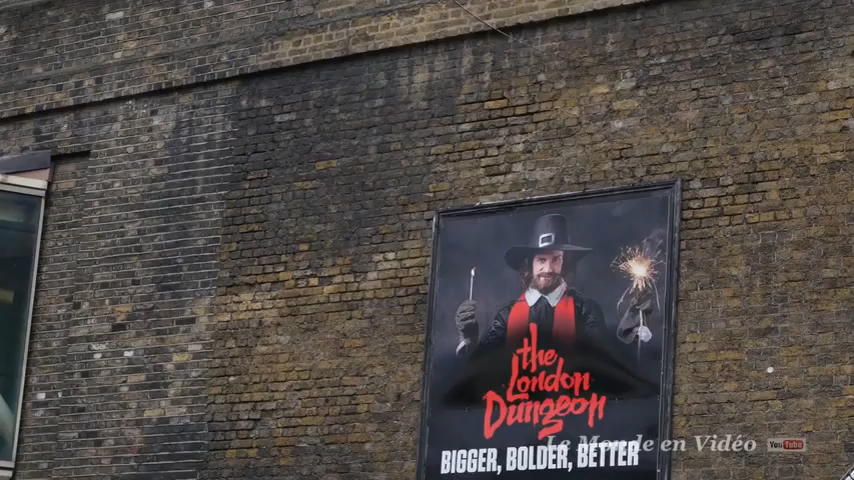 the
London
Dungeon
BIGGER, BOLDER, BETTER
Le Monde en Vidéo YouTube